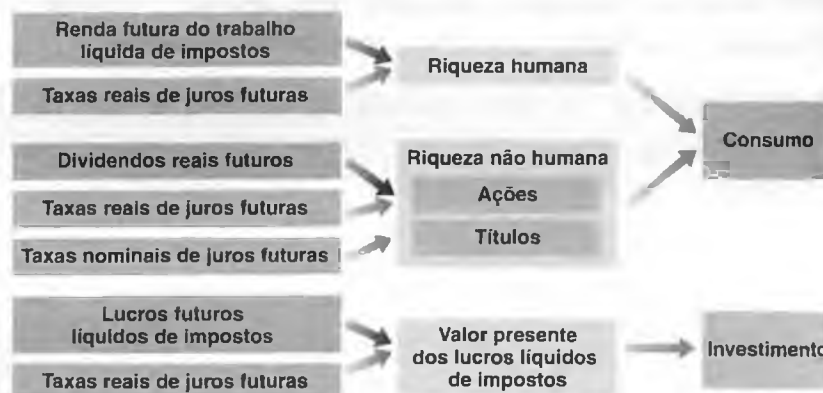 Renda futura do trabalho
líquida de impostos
Taxas reais de juros futuras
Riqueza humana
Dividendos reais futuros
Taxas reais de juros futuras
Taxas nominais de juros futuras
Riqueza não humana
Ações
Títulos
Consumo
Lucros futuros
líquidos de impostos
Taxas reais de juros futuras
Valor presente
dos lucros líquidos
de impostos
Investimento